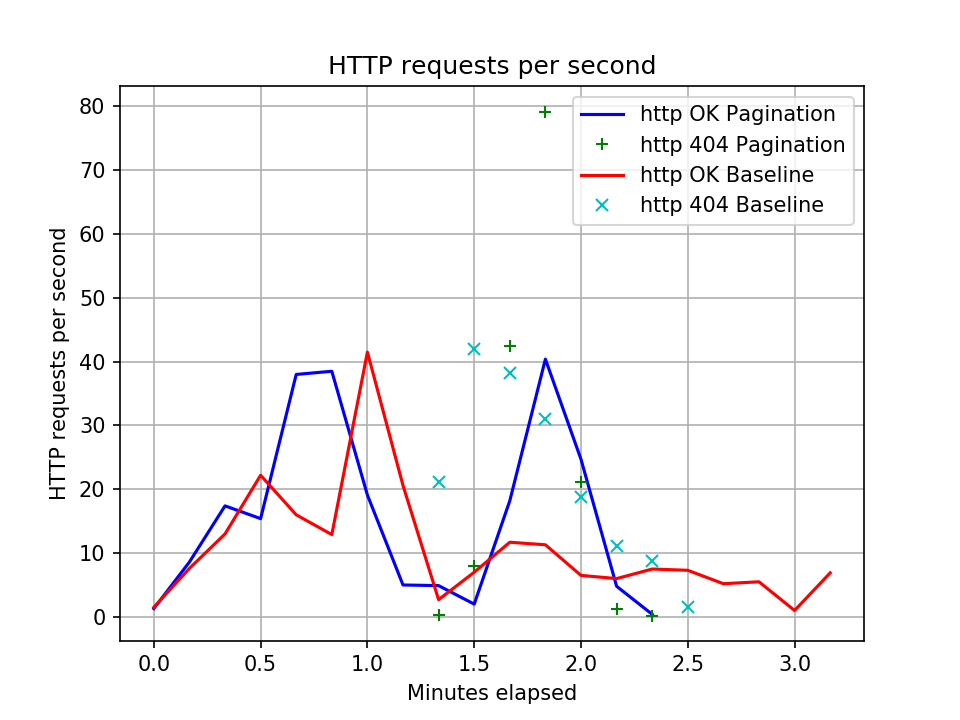 HTTP requests per second
http OK Pagination
http 404 Pagination
http OK Baseline
http 404 Baseline
HTTP requests per second
80
70
60
50
40
30
20
10
0
0.0 0.5 1.0 1.5 2.0 2.5 3.0
Minutes elapsed